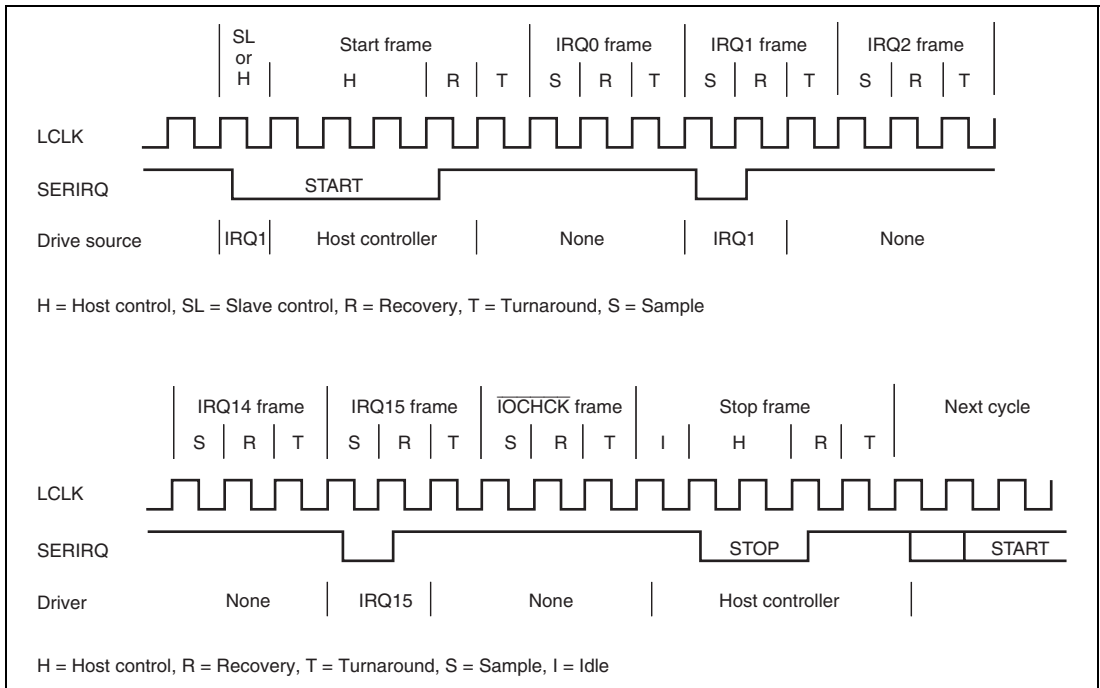 SL
or
H
Start frame IRQ0 frame IRQ1 frame IRQ2 frame
H R T S R T S R T S R T
LCLK
SERIRQ START
Drive source IRQ1 Host controller None IRQ1 None
H = Host control, SL = Slave control, R = Recovery, T = Turnaround, S = Sample
IRQ14 frame IRQ15 frame IOCHCK frame Stop frame Next cycle
S R T S R T S R T I H R T
LCLK
SERIRQ STOP START
Driver None IRQ15 None Host controller
H = Host control, R = Recovery, T = Turnaround, S = Sample, I = Idle